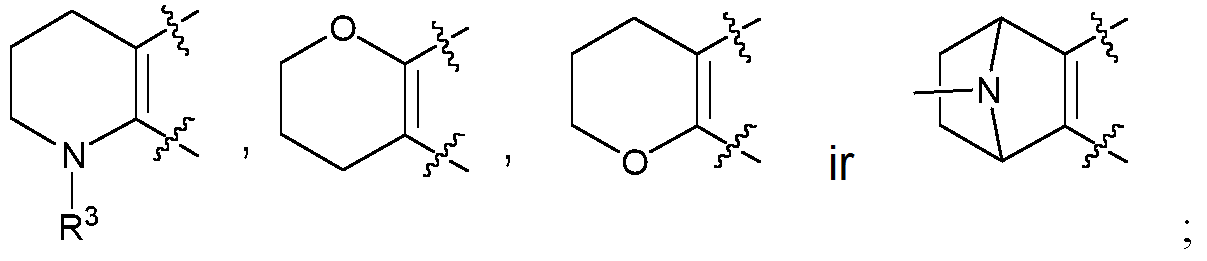 O O N
N , , ir ;
R³